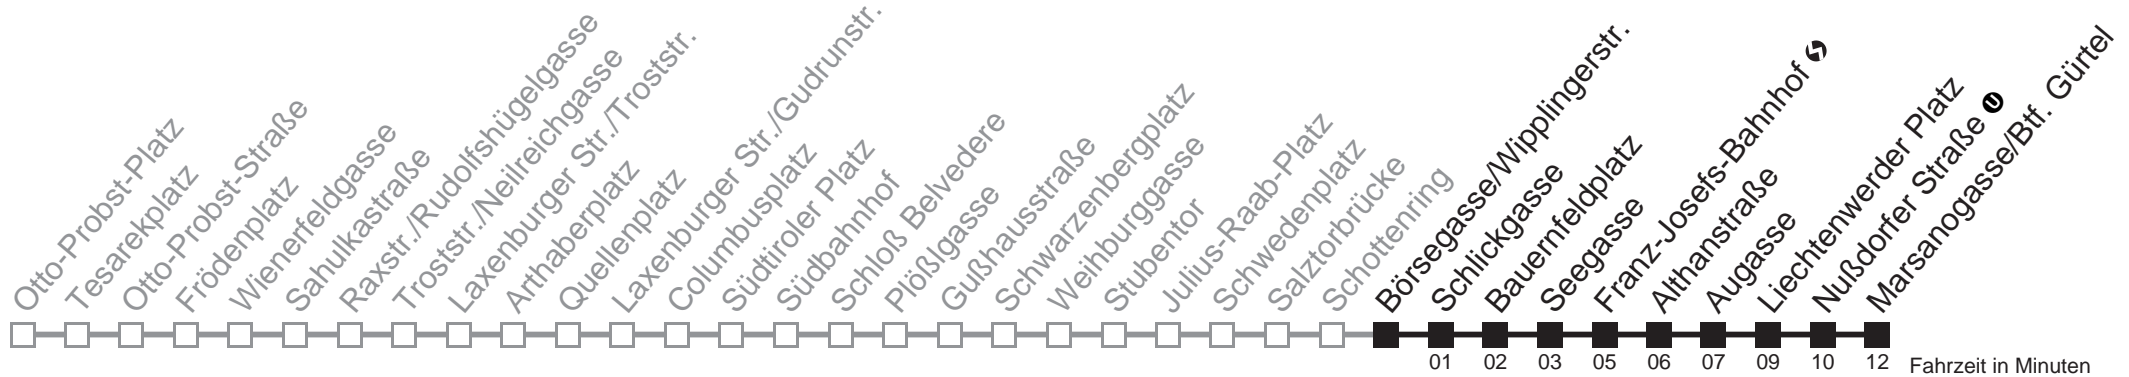 Otto-Probst-Platz
Tesarekplatz
Otto-Probst-Straße
Frödenplatz
Wienerfeldgasse
Sahulkastraße
Raxstr./Rudolfshügelgasse
Troststr./Neilreichgasse
Laxenburger Str./Troststr.
Arthaberplatz
Quellenplatz
Laxenburger Str./Gudrunstr.
Columbusplatz
Südtiroler Platz
Südbahnhof
Schloß Belvedere
Plößlgasse
Gußhausstraße
Schwarzenbergplatz
Weihburggasse
Stubentor
Julius-Raab-Platz
Schwedenplatz
Salztorbrücke
Schottenring
Börsegasse/Wipplingerstr.
Schlickgasse
Bauernfeldplatz
Seegasse
Franz-Josefs-Bahnhof
Althanstraße
Augasse
Liechtenwerder Platz
Nußdorfer Straße U
Marsanogasse/Btf. Gürtel
01 02 03 05 06 07 09 10 12 Fahrzeit in Minuten